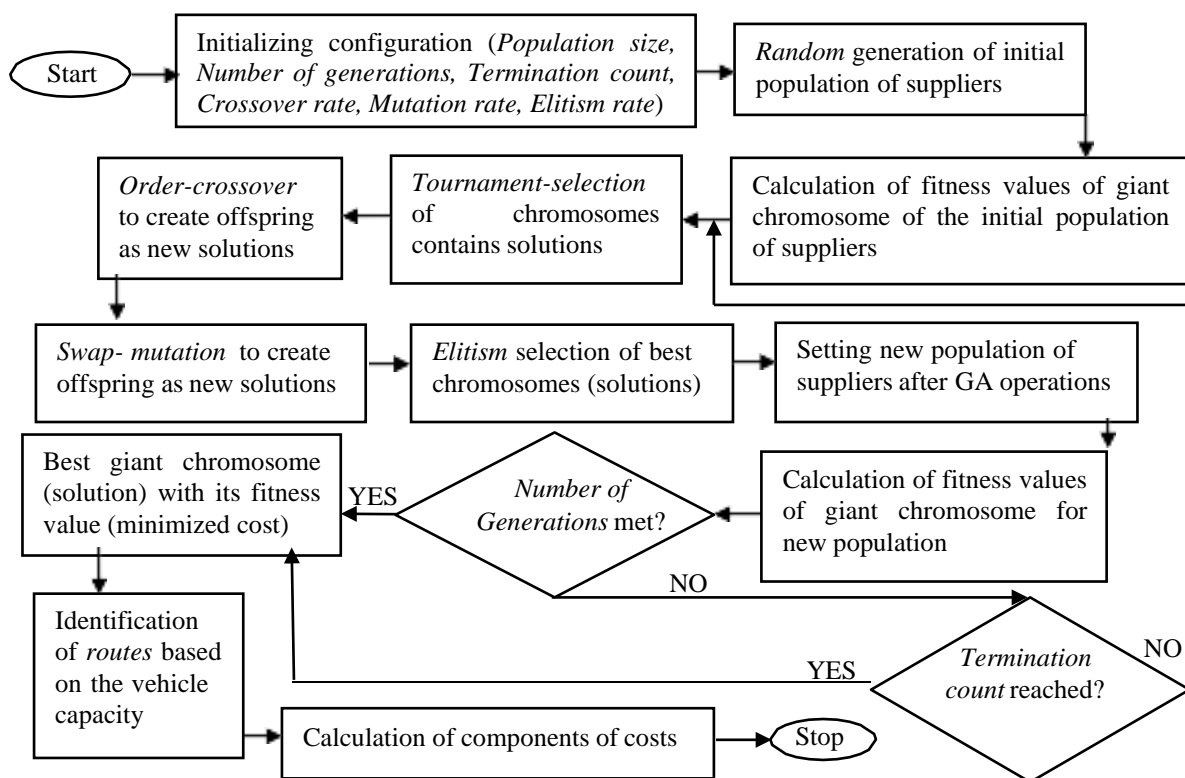 Start
Initializing configuration (Population size,
Number of generations, Termination count,
Crossover rate, Mutation rate, Elitism rate)
Random generation of initial
population of suppliers
Calculation of fitness values of giant
chromosome of the initial population
of suppliers
Tournament-selection
of chromosomes
contains solutions
Order-crossover
to create offspring
as new solutions
Swap- mutation to create
offspring as new solutions
Elitism selection of best
chromosomes (solutions)
Setting new population of
suppliers after GA operations
Calculation of fitness values
of giant chromosome for
new population
Number of
Generations met?
YES
Best giant chromosome
(solution) with its fitness
value (minimized cost)
NO
Termination
count reached?
NO
YES
Identification
of routes based
on the vehicle
capacity
Calculation of components of costs
Stop